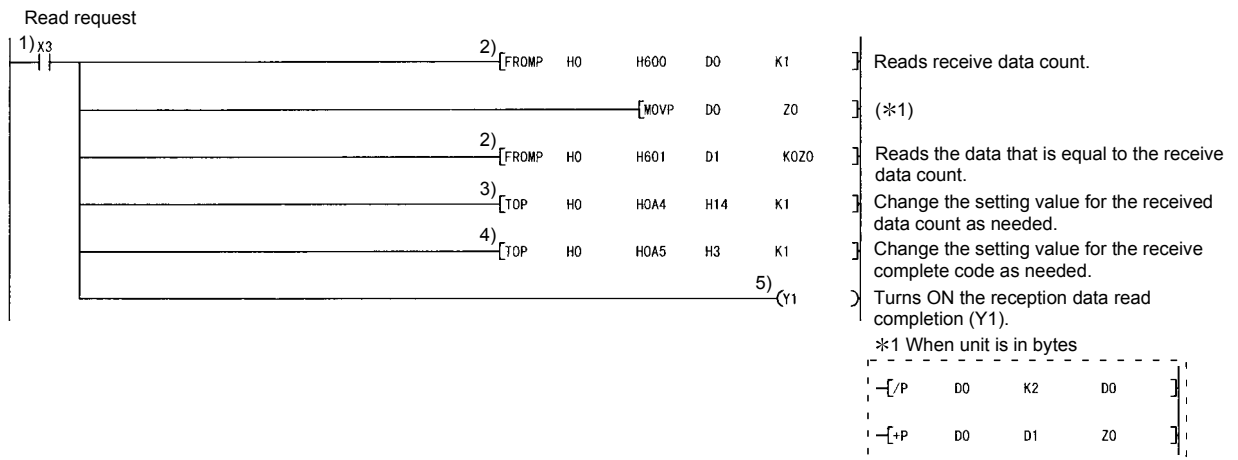 Read request
1) X3
2) [FROMP H0 H600 D0 K1 ] Reads receive data count.
[MOVP D0 Z0 ] (*1)
2) [FROMP H0 H601 D1 K0Z0 ] Reads the data that is equal to the receive
data count.
3) [TOP H0 H0A4 H14 K1 ] Change the setting value for the received
data count as needed.
4) [TOP H0 H0A5 H3 K1 ] Change the setting value for the receive
complete code as needed.
5) (Y1 ) Turns ON the reception data read
completion (Y1).
*1 When unit is in bytes
[/P D0 K2 D0 ]
[+P D0 D1 Z0 ]